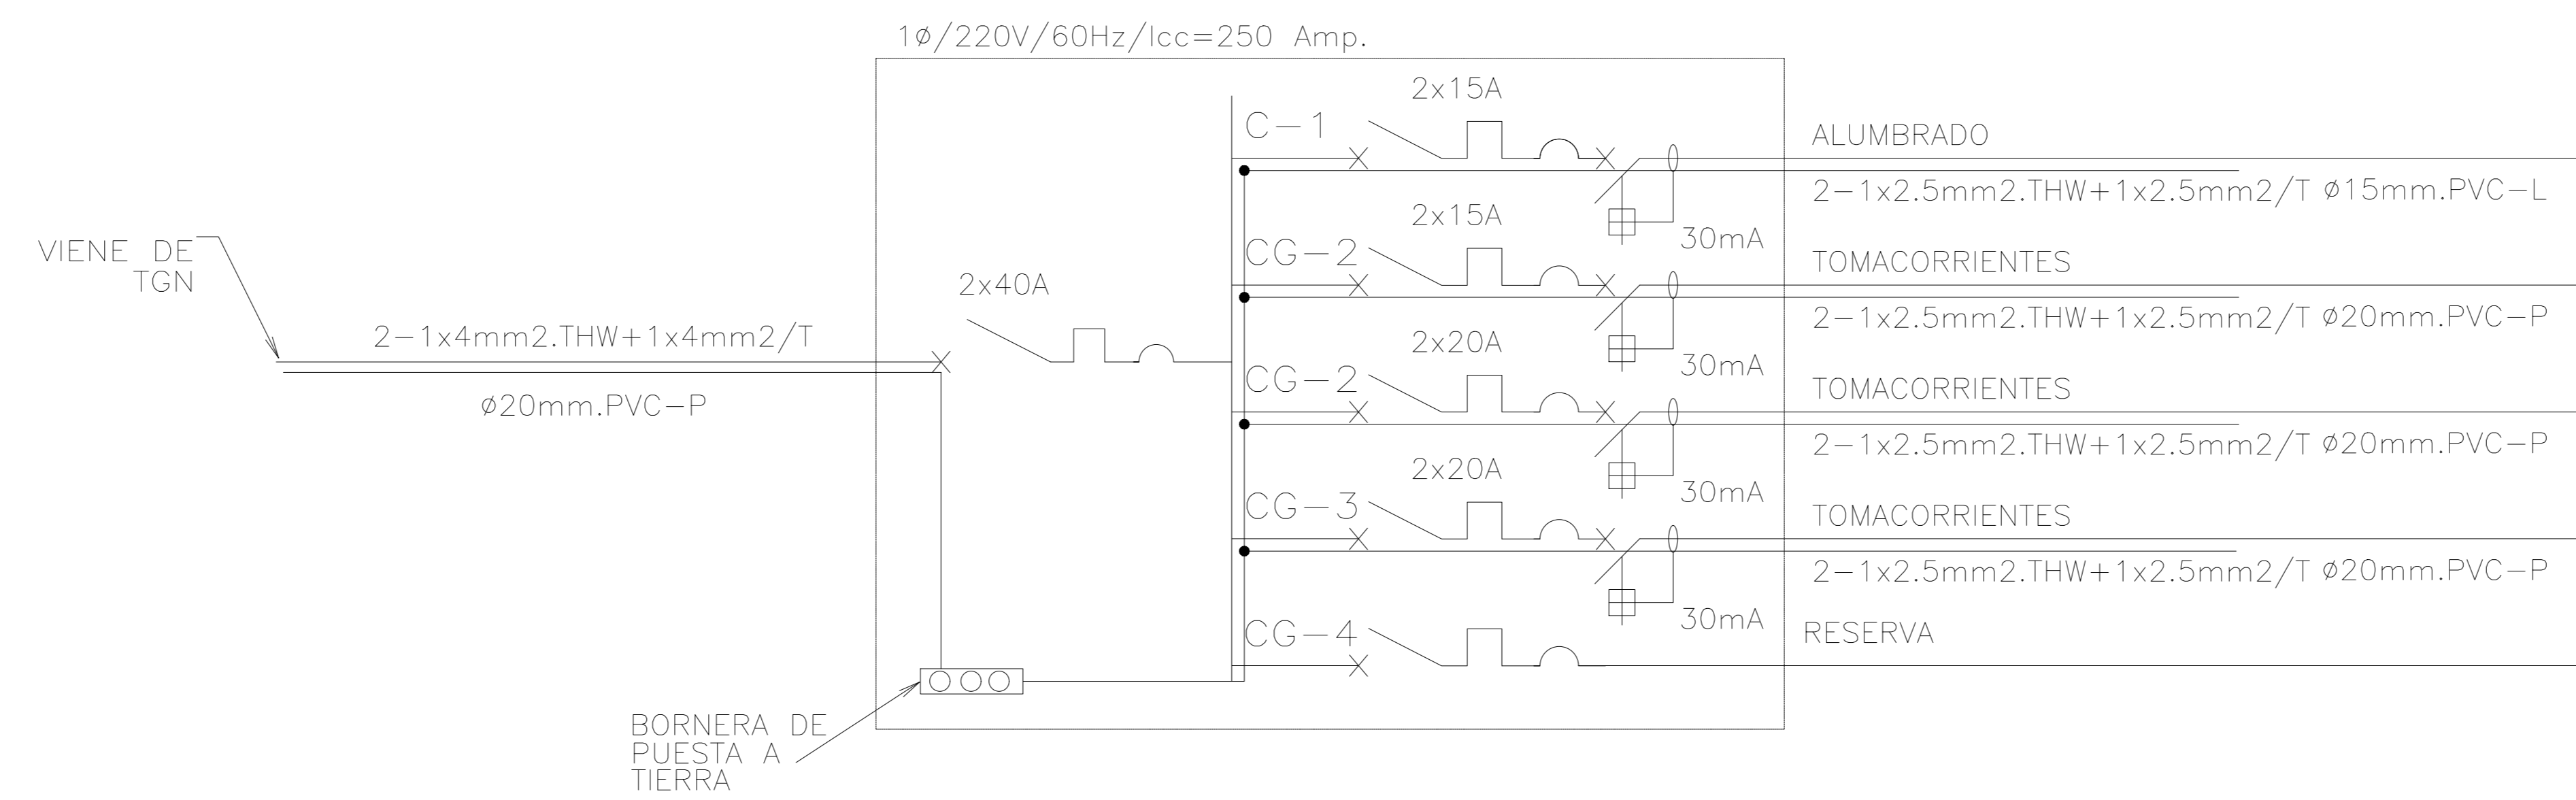 1ø/220V/60Hz/Icc=250 Amp.
VIENE DE
TGN
2-1x4mm2.THW+1x4mm2/T
ø20mm.PVC-P
2x40A
BORNERA DE
PUESTA A
TIERRA
C-1
2x15A
30mA
ALUMBRADO
2-1x2.5mm2.THW+1x2.5mm2/T ø15mm.PVC-L
CG-2
2x15A
30mA
TOMACORRIENTES
2-1x2.5mm2.THW+1x2.5mm2/T ø20mm.PVC-P
CG-2
2x20A
30mA
TOMACORRIENTES
2-1x2.5mm2.THW+1x2.5mm2/T ø20mm.PVC-P
CG-3
2x20A
30mA
TOMACORRIENTES
2-1x2.5mm2.THW+1x2.5mm2/T ø20mm.PVC-P
CG-4
RESERVA